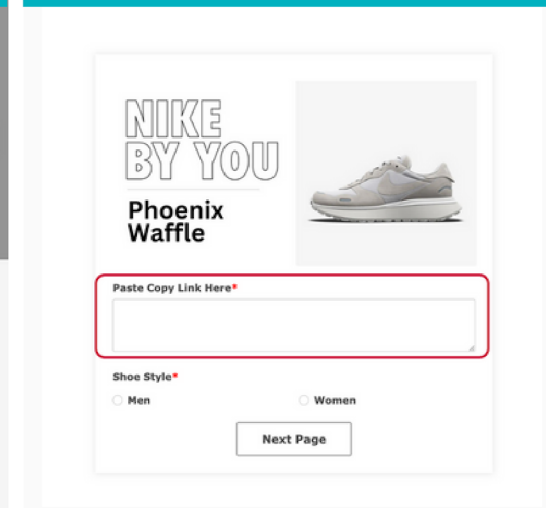 NIKE
BY YOU
Phoenix
Waffle
Paste Copy Link Here*
Shoe Style*
Men
Women
Next Page